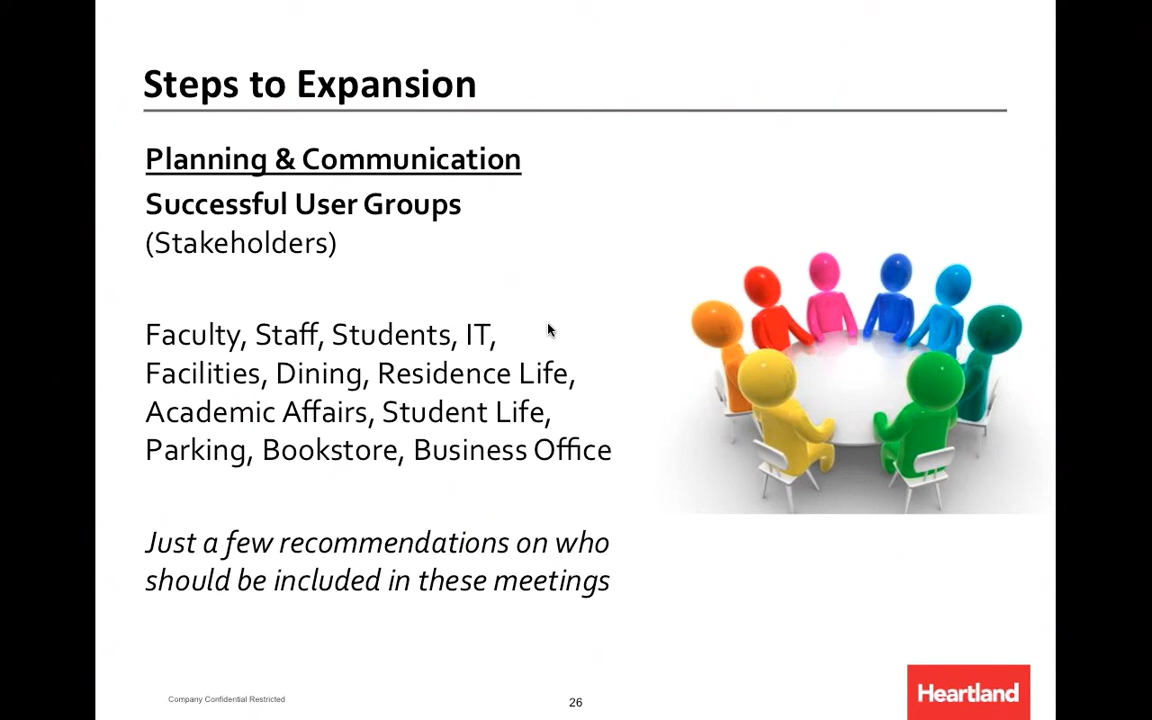 Steps to Expansion
Planning & Communication
Successful User Groups
(Stakeholders)
Faculty, Staff, Students, IT,
Facilities, Dining, Residence Life,
Academic Affairs, Student Life,
Parking, Bookstore, Business Office
Just a few recommendations on who
should be included in these meetings
Company Confidential Restricted
26
Heartland